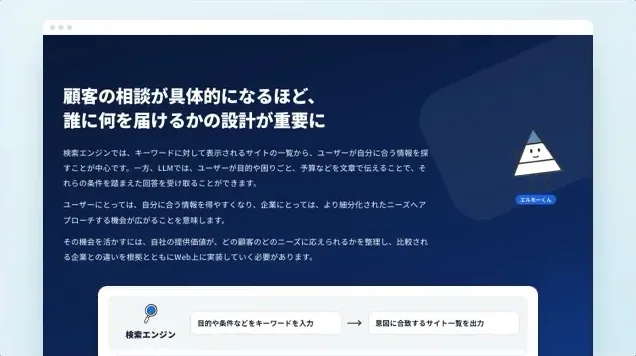 顧客の相談が具体的になるほど、
誰に何を届けるかの設計が重要に
検索エンジンでは、キーワードに対して表示されるサイトの一覧から、ユーザーが自分に合う情報を探
すことが中心です。一方、LLMでは、ユーザーが目的や困りごと、予算などを文章で伝えることで、そ
れらの条件を踏まえた回答を受け取ることができます。
ユーザーにとっては、自分に合う情報を得やすくなり、企業にとっては、より細分化されたニーズへア
プローチする機会が広がることを意味します。
その機会を活かすには、自社の提供価値が、どの顧客のどのニーズに応えられるかを整理し、比較され
る企業との違いを根拠とともにWeb上に実装していく必要があります。
エルモーくん
検索エンジン
目的や条件などをキーワードを入力
意図に合致するサイト一覧を出力